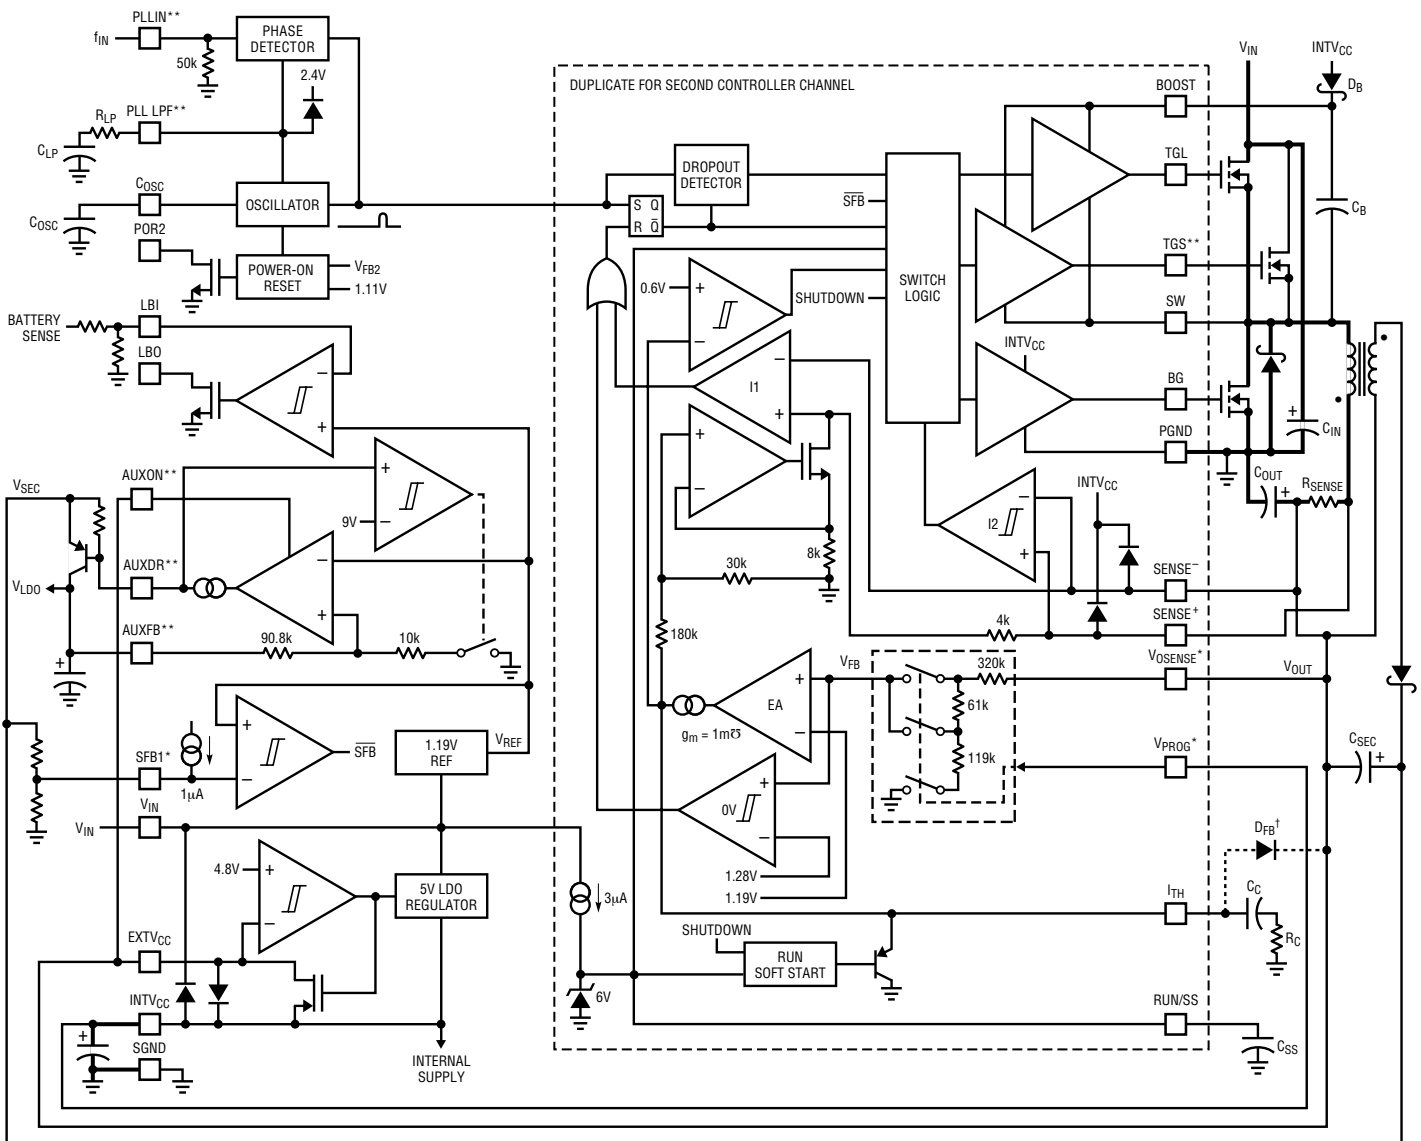 PLLIN**
fIN
50k
PHASE
DETECTOR
2.4V
RLP
PLL LPF**
CLP
COSC
COSC
OSCILLATOR
POR2
POWER-ON
RESET
VFB2
1.11V
LBI
BATTERY
SENSE
LBO
–
+
AUXON**
VSEC
+
9V
–
AUXDR**
VLDO
–
+
AUXFB**
90.8k
10k
+
+
–
SFB
SFB1*
1µA
1.19V
REF
VREF
VIN
VIN
4.8V
+
–
5V LDO
REGULATOR
EXTVCC
INTVCC
+
SGND
INTERNAL
SUPPLY
DUPLICATE FOR SECOND CONTROLLER CHANNEL
DROPOUT
DETECTOR
S Q
R Q̅
SFB
0.6V
+
–
SHUTDOWN
SWITCH
LOGIC
I1
–
+
+
–
8k
30k
180k
INTVCC
I2
–
+
INTVCC
4k
VFB
EA
+
–
gm = 1m℧
0V
+
–
1.28V
1.19V
320k
61k
119k
3µA
6V
SHUTDOWN
RUN
SOFT START
BOOST
TGL
TGS**
SW
BG
PGND
SENSE–
SENSE+
VOSENSE*
VPROG*
ITH
RUN/SS
VIN
INTVCC
DB
CB
+
CIN
COUT
+
RSENSE
VOUT
CSEC
+
DFB†
CC
RC
CSS